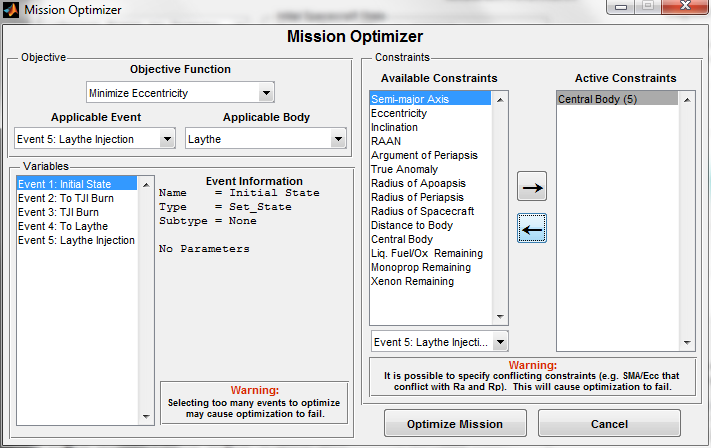 Mission Optimizer
Mission Optimizer
Objective
Objective Function
Minimize Eccentricity
Applicable Event
Applicable Body
Event 5: Laythe Injection
Laythe
Variables
Event 1: Initial State
Event 2: To TJI Burn
Event 3: TJI Burn
Event 4: To Laythe
Event 5: Laythe Injection
Event Information
Name = Initial State
Type = Set_State
Subtype = None
No Parameters
Warning:
Selecting too many events to optimize
may cause optimization to fail.
Constraints
Available Constraints
Active Constraints
Semi-major Axis
Eccentricity
Inclination
RAAN
Argument of Periapsis
True Anomaly
Radius of Apoapsis
Radius of Periapsis
Radius of Spacecraft
Distance to Body
Central Body
Liq. Fuel/Ox Remaining
Monoprop Remaining
Xenon Remaining
Central Body (5)
Event 5: Laythe Injecti...
Warning:
It is possible to specify conflicting constraints (e.g. SMA/Ecc that
conflict with Ra and Rp). This will cause optimization to fail.
Optimize Mission
Cancel